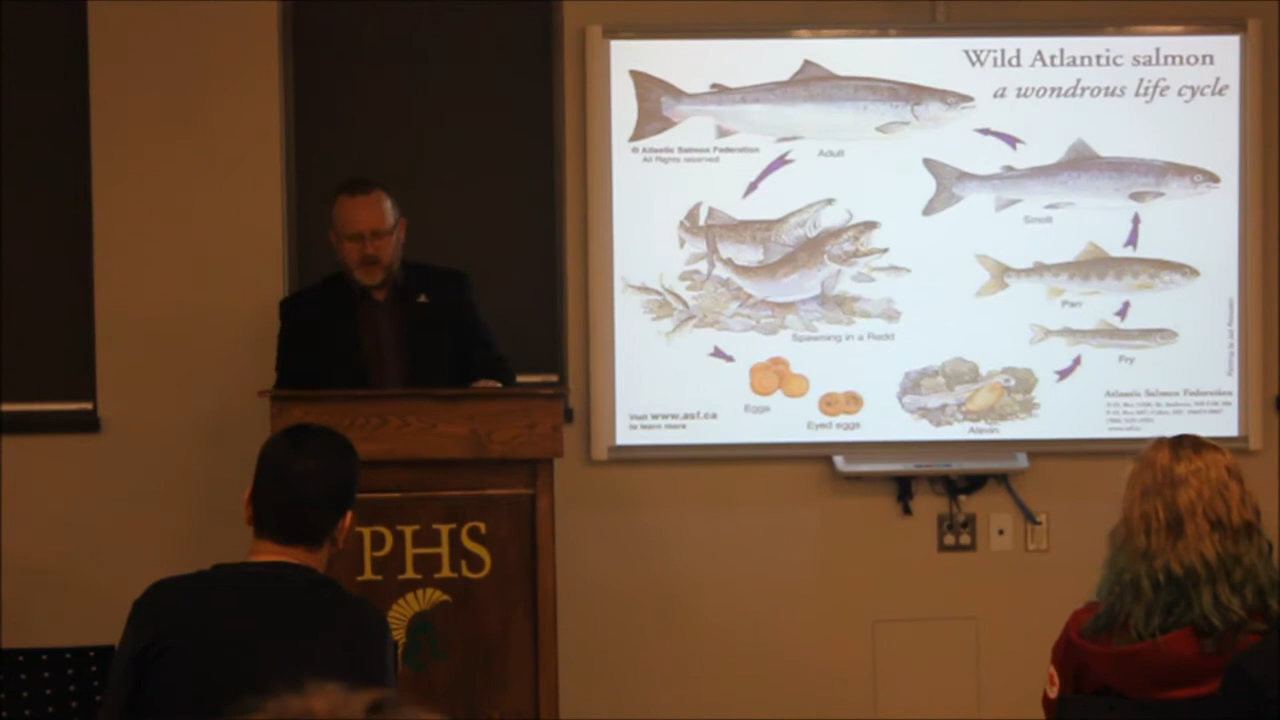 Wild Atlantic salmon
a wondrous life cycle
© Atlantic Salmon Federation
All Rights reserved
Adult
Smolt
Parr
Spawning in a Redd
Fry
Eggs
Eyed eggs
Alevin
Visit www.asf.ca
to learn more
Atlantic Salmon Federation
PHS